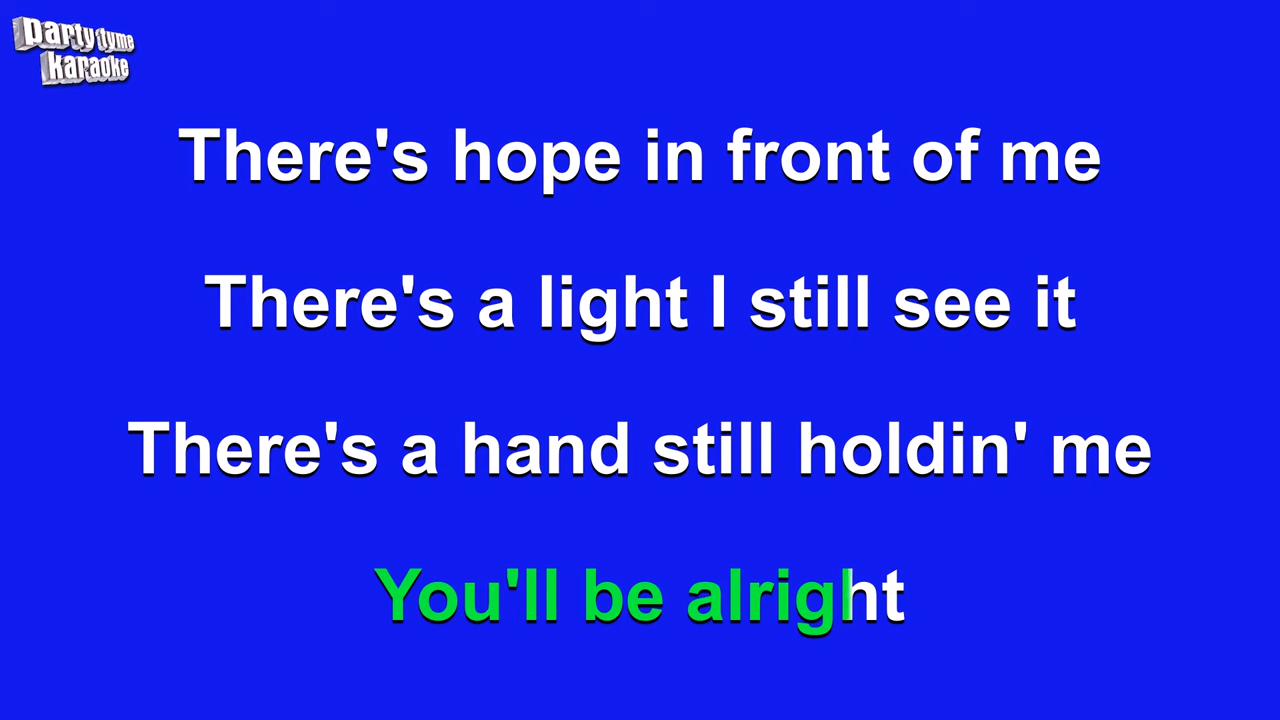 party tyme
karaoke
There's hope in front of me
There's a light I still see it
There's a hand still holdin' me
You'll be alright